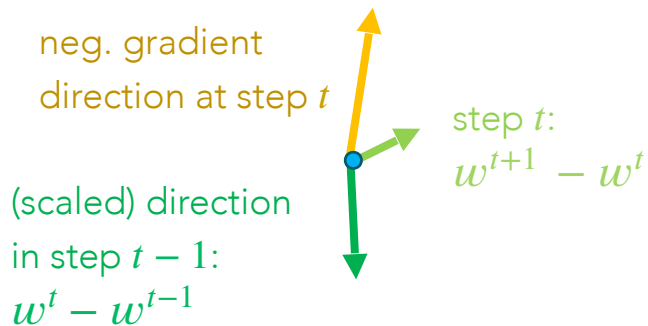 neg. gradient
direction at step t
step t:
w^{t+1} − w^t
(scaled) direction
in step t − 1:
w^t − w^{t−1}